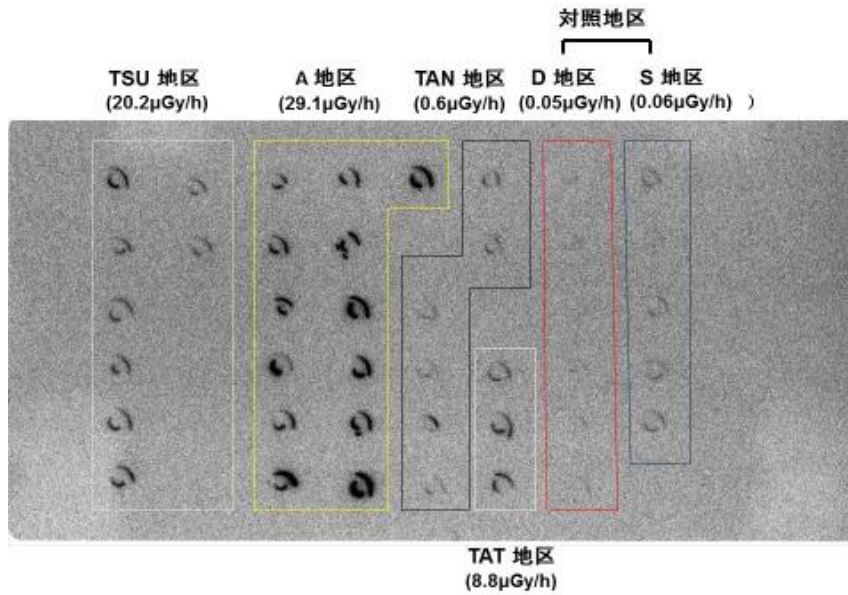 対照地区
TSU 地区
(20.2μGy/h)
A 地区
(29.1μGy/h)
TAN 地区
(0.6μGy/h)
D 地区
(0.05μGy/h)
S 地区
(0.06μGy/h )
TAT 地区
(8.8μGy/h)